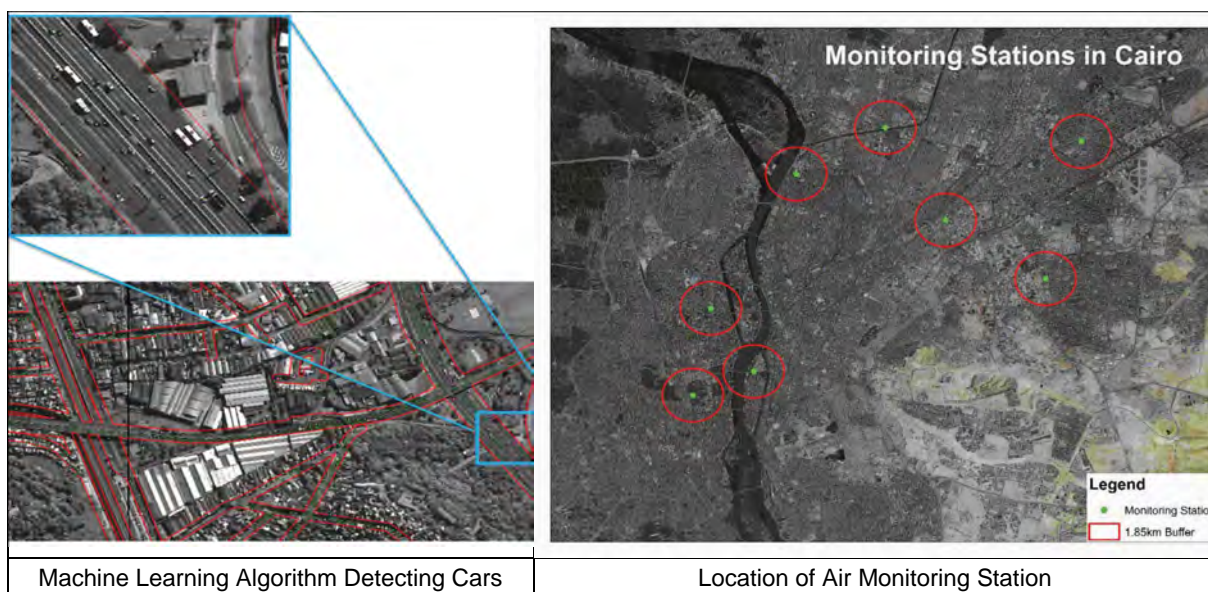 Monitoring Stations in Cairo
Legend
Monitoring Statio
1.85km Buffer
Machine Learning Algorithm Detecting Cars
Location of Air Monitoring Station